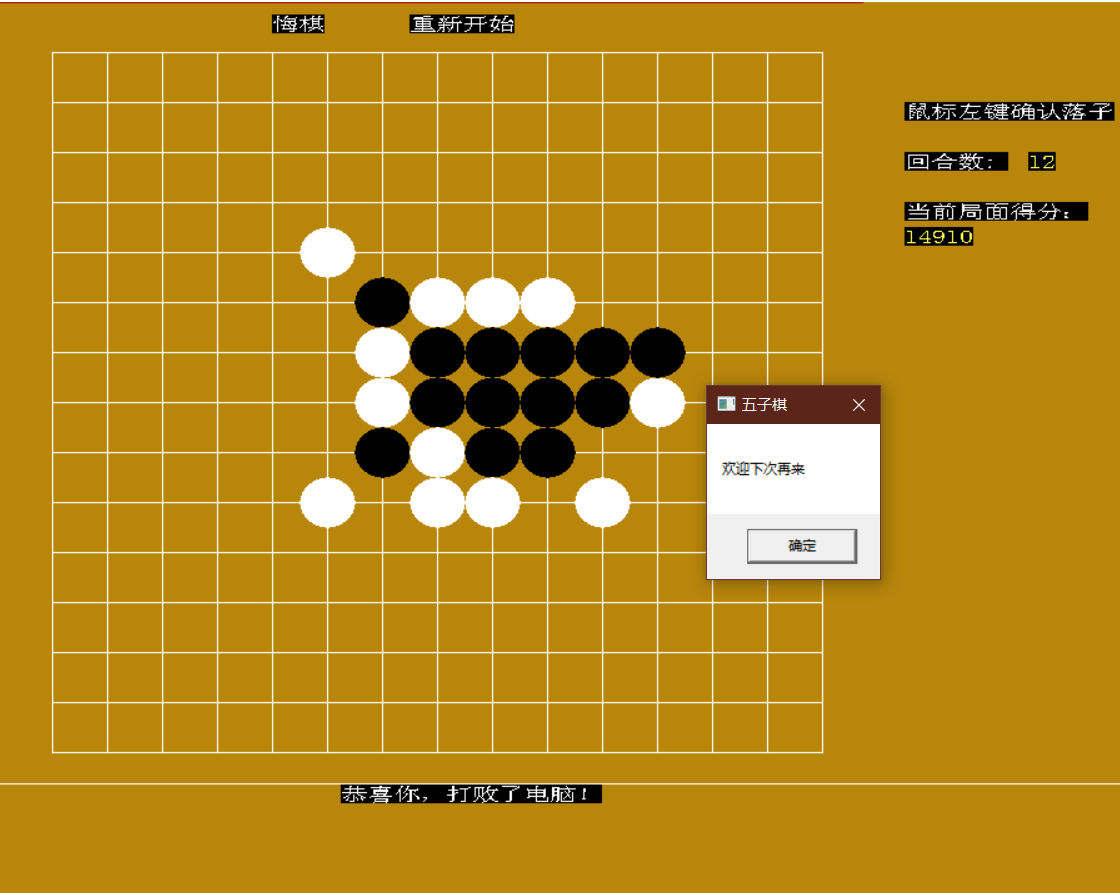 悔棋 重新开始
鼠标左键确认落子
回合数： 12
当前局面得分：
14910
五子棋
欢迎下次再来
确定
恭喜你，打败了电脑！